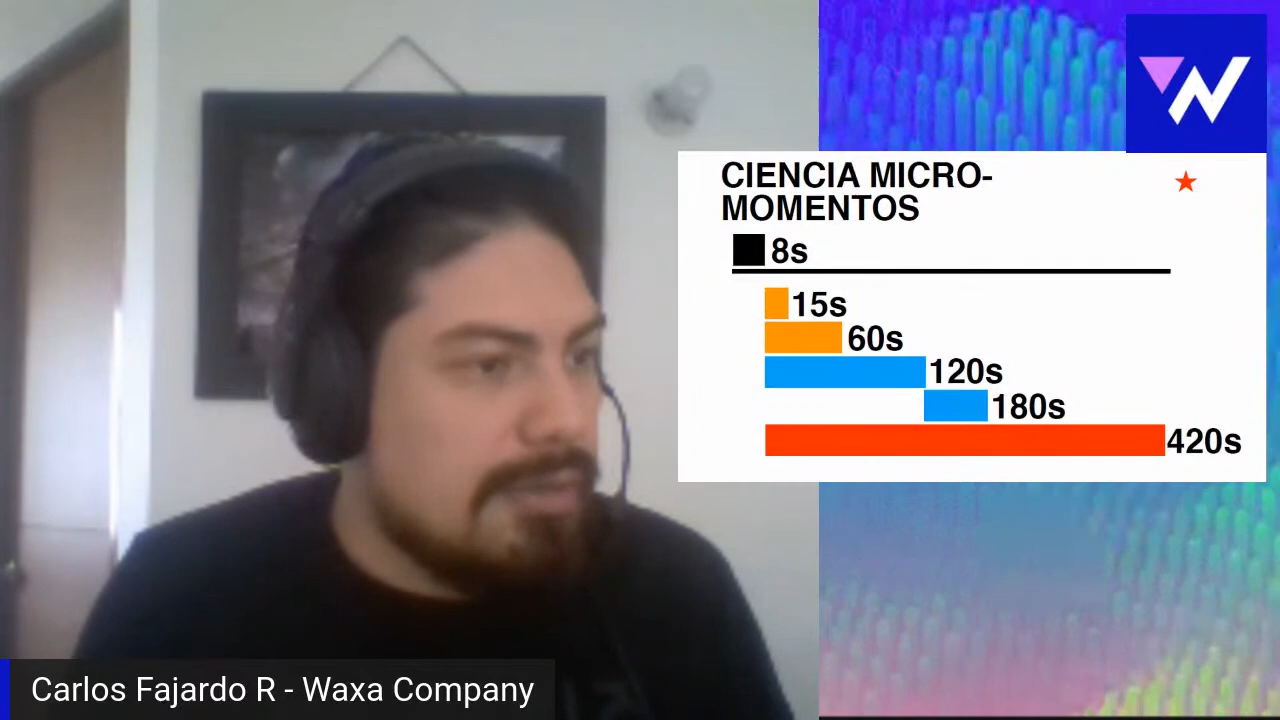 CIENCIA MICRO-
MOMENTOS
8s
15s
60s
120s
180s
420s
Carlos Fajardo R - Waxa Company